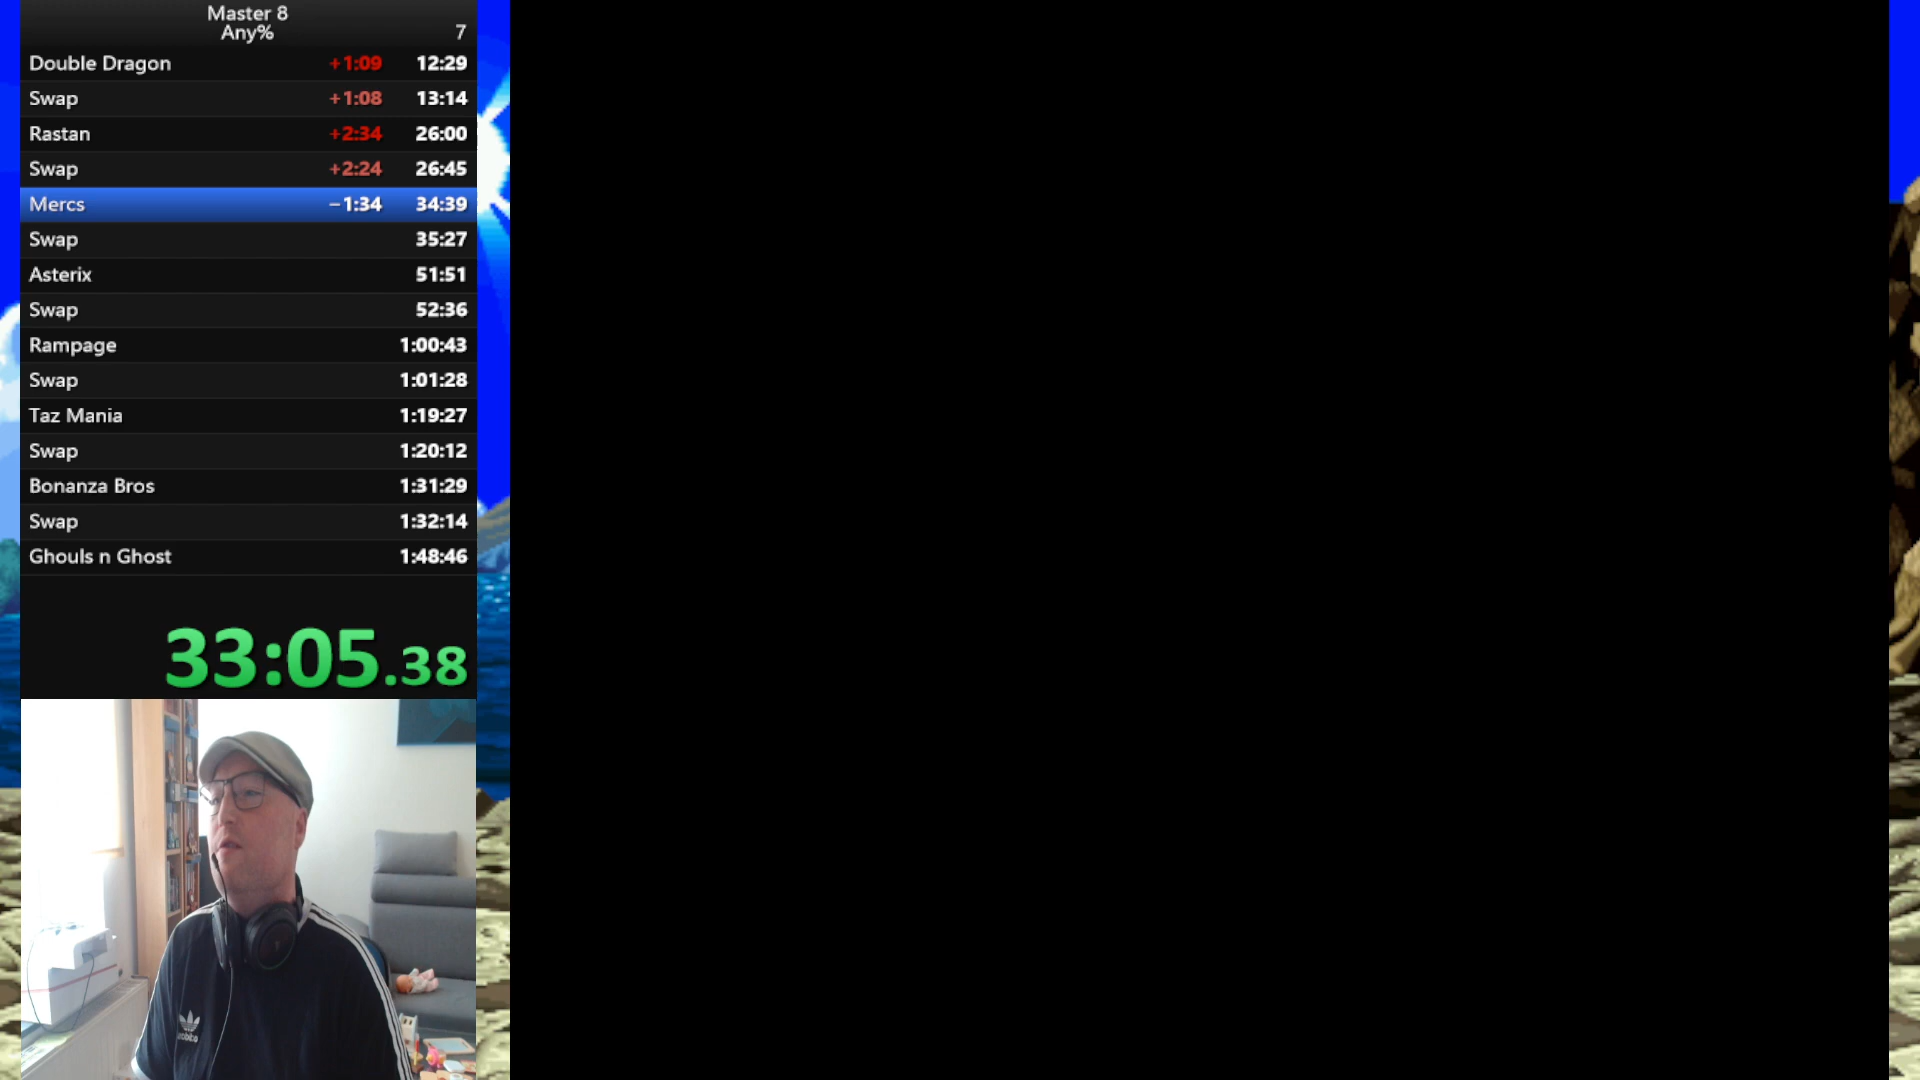 Master 8
Any%
7
Double Dragon +1:09 12:29
Swap +1:08 13:14
Rastan +2:34 26:00
Swap +2:24 26:45
Mercs −1:34 34:39
Swap 35:27
Asterix 51:51
Swap 52:36
Rampage 1:00:43
Swap 1:01:28
Taz Mania 1:19:27
Swap 1:20:12
Bonanza Bros 1:31:29
Swap 1:32:14
Ghouls n Ghost 1:48:46
33:05.38